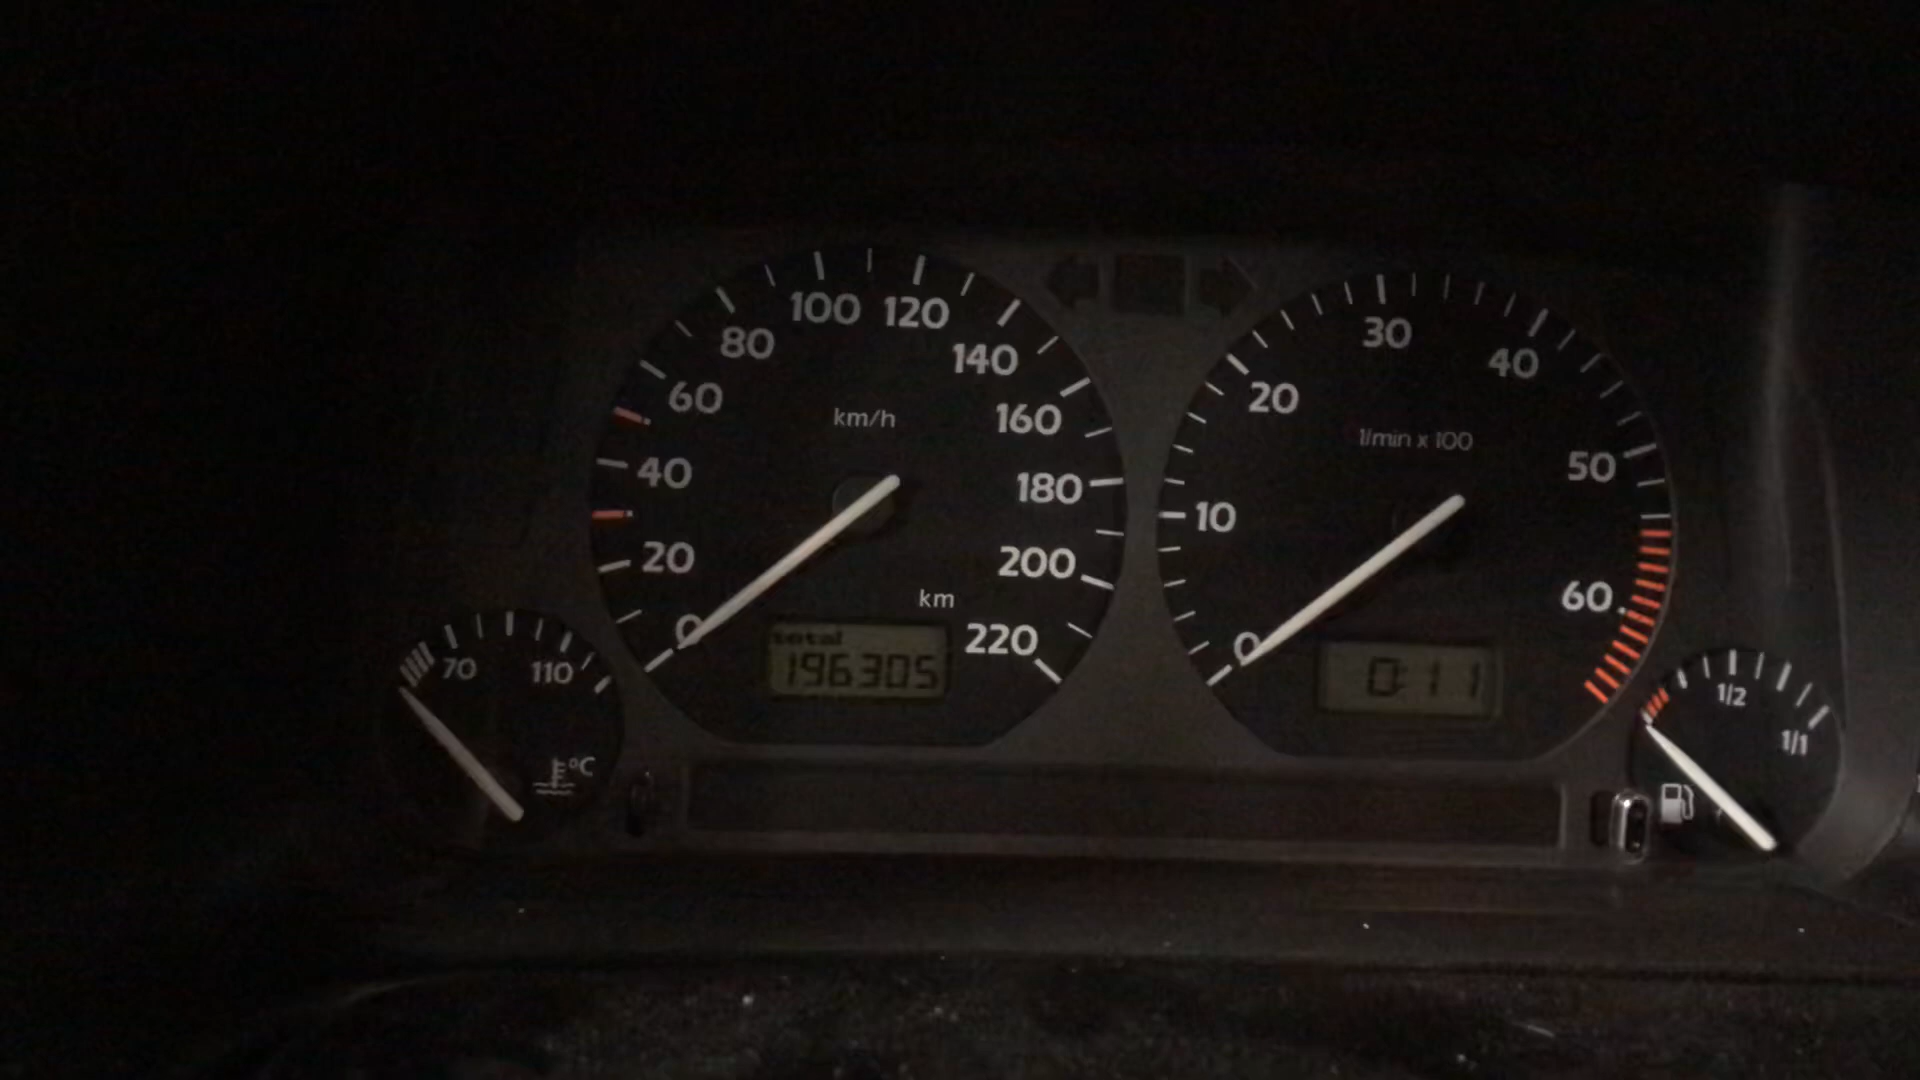 100 120
80 140
60 km/h 160
40 180
20 200
0 km 220
total
196305
30
20 40
1/min x 100
10 50
0 60
0:11
70 110
°C
1/2
1/1